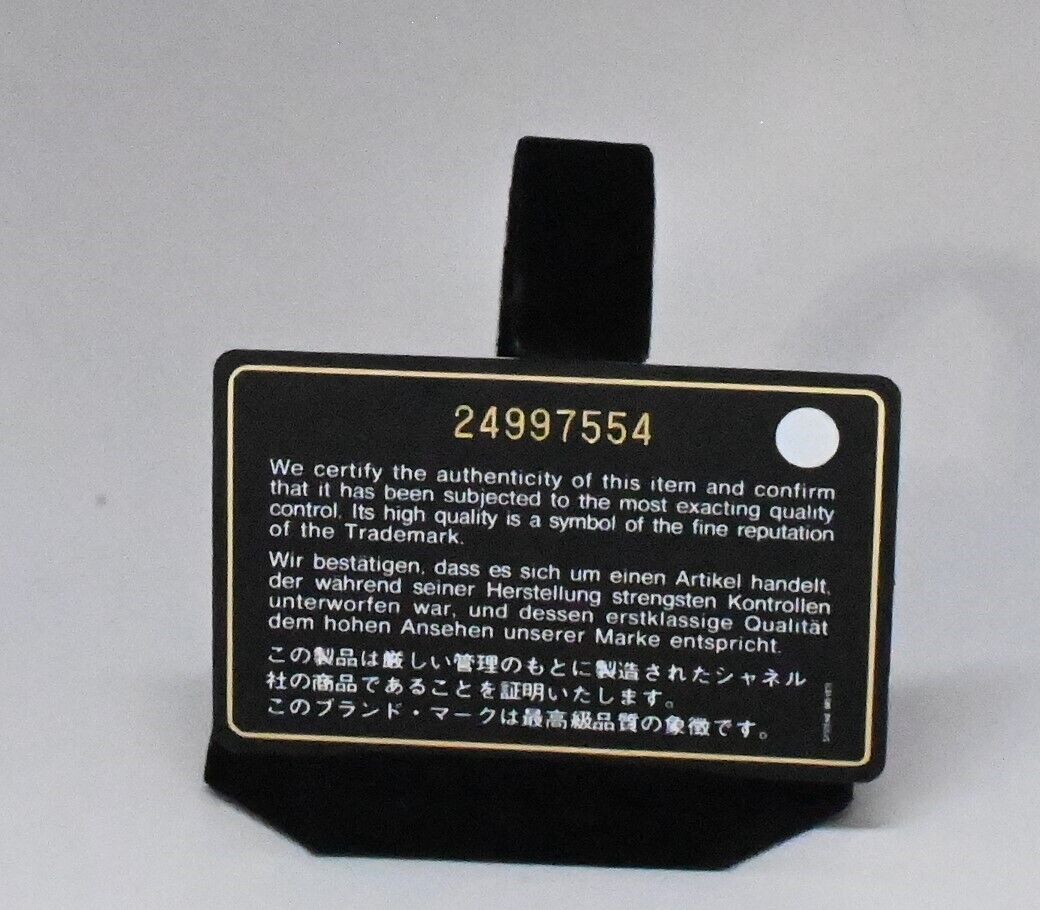 24997554
We certify the authenticity of this item and confirm
that it has been subjected to the most exacting quality
control. Its high quality is a symbol of the fine reputation
of the Trademark.
Wir bestätigen, dass es sich um einen Artikel handelt,
der wahrend seiner Herstellung strengsten Kontrollen
unterworfen war, und dessen erstklassige Qualität
dem hohen Ansehen unserer Marke entspricht.
この製品は厳しい管理のもとに製造されたシャネル
社の商品であることを証明いたします。
このブランド・マークは最高級品質の象徴です。